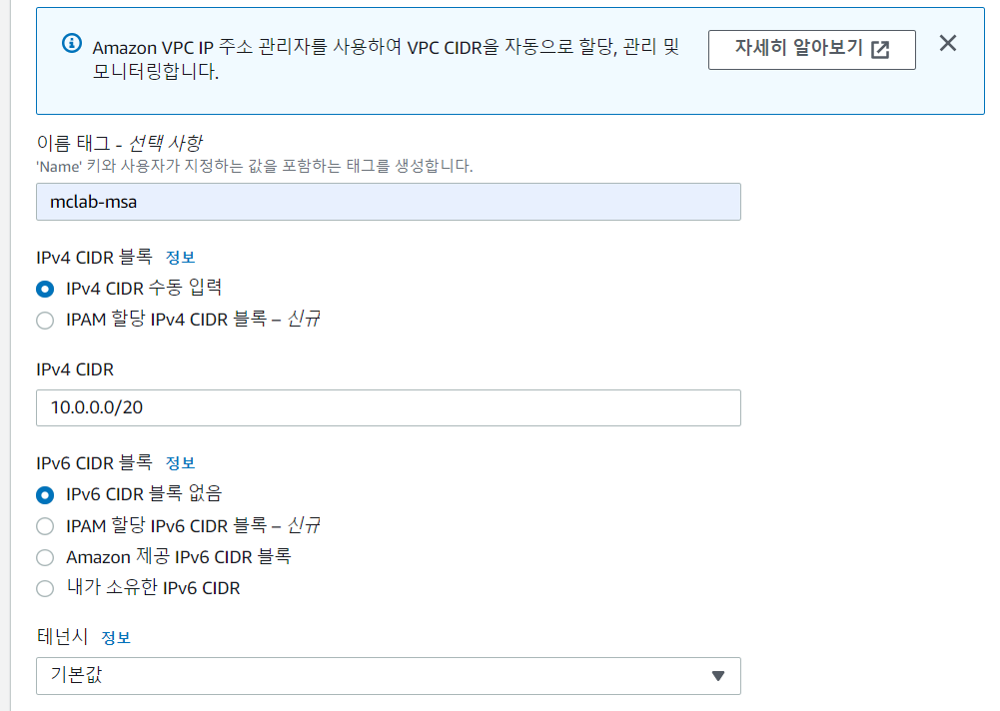 Amazon VPC IP 주소 관리자를 사용하여 VPC CIDR을 자동으로 할당, 관리 및
모니터링합니다.
자세히 알아보기
이름 태그 - 선택 사항
'Name' 키와 사용자가 지정하는 값을 포함하는 태그를 생성합니다.
mclab-msa
IPv4 CIDR 블록 정보
IPv4 CIDR 수동 입력
IPAM 할당 IPv4 CIDR 블록 – 신규
IPv4 CIDR
10.0.0.0/20
IPv6 CIDR 블록 정보
IPv6 CIDR 블록 없음
IPAM 할당 IPv6 CIDR 블록 – 신규
Amazon 제공 IPv6 CIDR 블록
내가 소유한 IPv6 CIDR
테넌시 정보
기본값